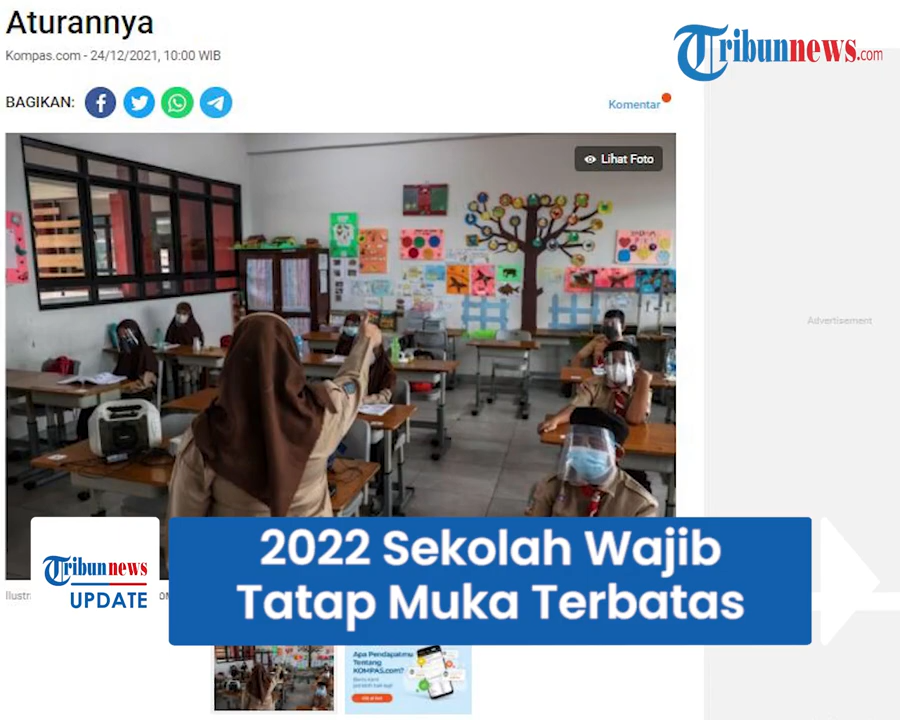 Aturannya
Kompas.com - 24/12/2021, 10:00 WIB
Tribunnews.com
BAGIKAN:
Komentar
Lihat Foto
Advertisement
Tribunnews
UPDATE
2022 Sekolah Wajib
Tatap Muka Terbatas
Apa Pendapatmu
Tentang
KOMPAS.com?